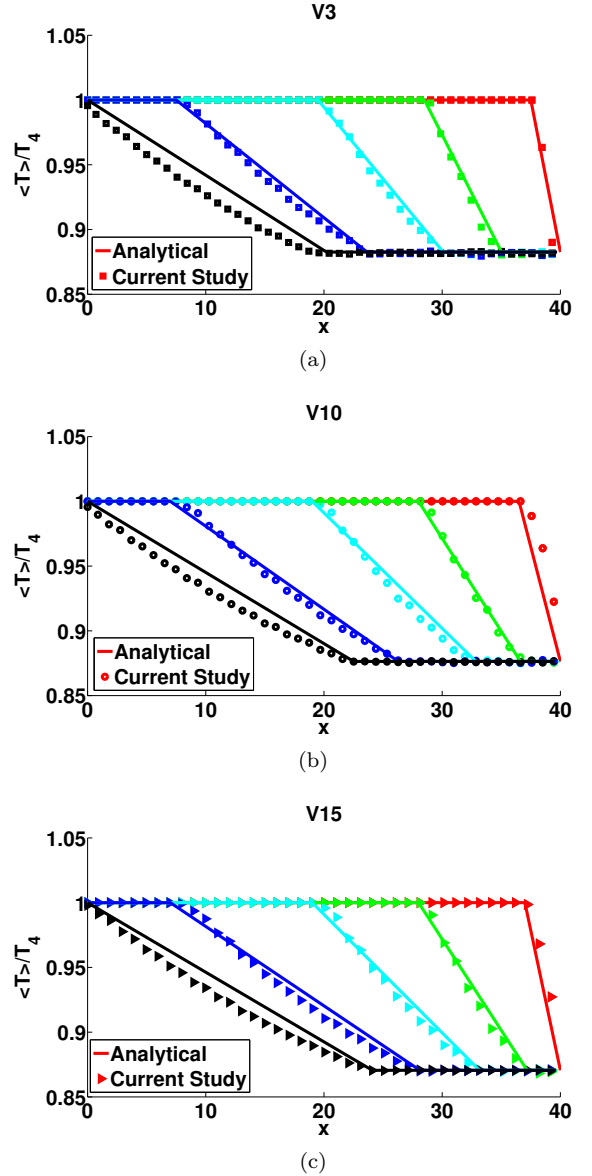 V3
1.05
1
0.95
0.9
0.85
<T>/T4
Analytical
Current Study
0 10 20 30 40
x
(a)
V10
1.05
1
0.95
0.9
0.85
<T>/T4
Analytical
Current Study
0 10 20 30 40
x
(b)
V15
1.05
1
0.95
0.9
0.85
<T>/T4
Analytical
Current Study
0 10 20 30 40
x
(c)